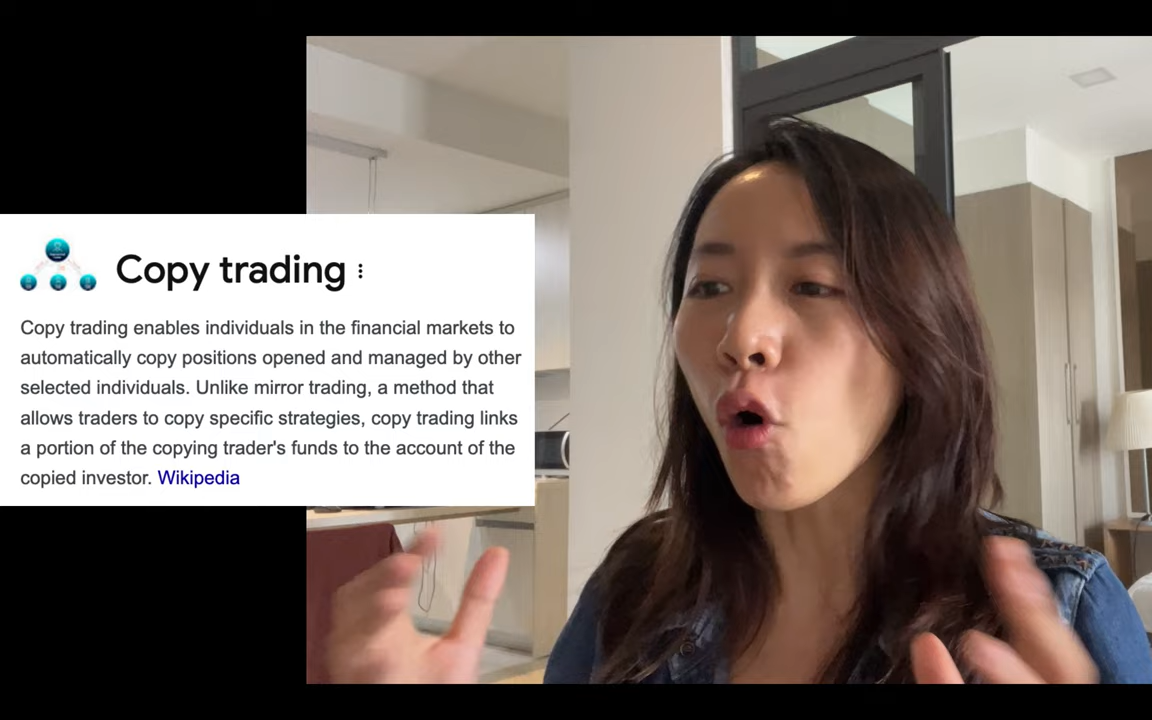 Copy trading
Copy trading enables individuals in the financial markets to
automatically copy positions opened and managed by other
selected individuals. Unlike mirror trading, a method that
allows traders to copy specific strategies, copy trading links
a portion of the copying trader's funds to the account of the
copied investor. Wikipedia